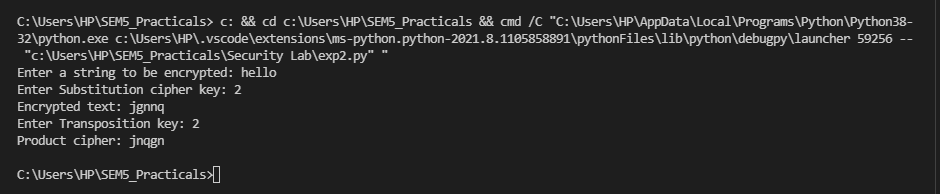 C:\Users\HP\SEM5_Practicals> c: && cd c:\Users\HP\SEM5_Practicals && cmd /C "C:\Users\HP\AppData\Local\Programs\Python\Python38-
32\python.exe c:\Users\HP\.vscode\extensions\ms-python.python-2021.8.1105858891\pythonFiles\lib\python\debugpy\launcher 59256 --
"c:\Users\HP\SEM5_Practicals\Security Lab\exp2.py" "
Enter a string to be encrypted: hello
Enter Substitution cipher key: 2
Encrypted text: jgnnq
Enter Transposition key: 2
Product cipher: jnqgn
C:\Users\HP\SEM5_Practicals>